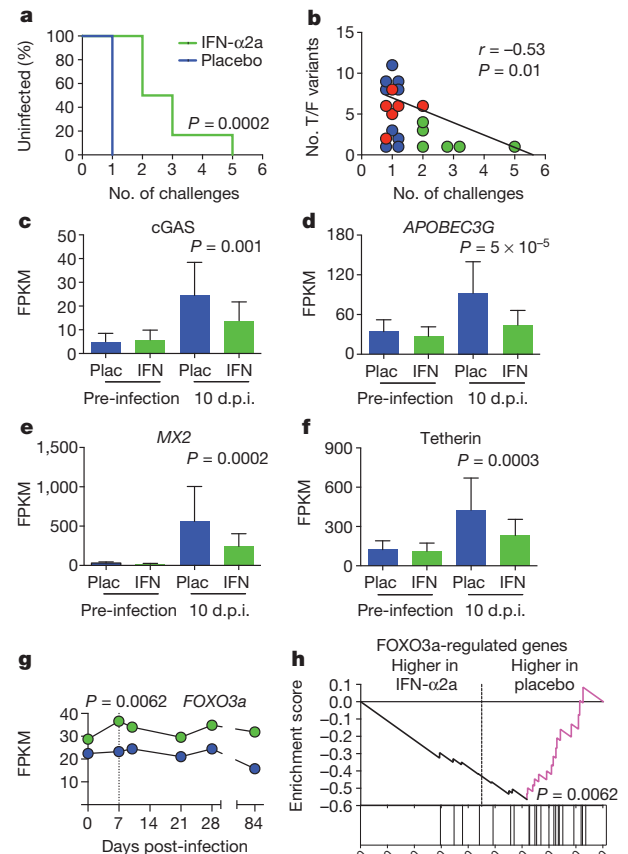 a
100
80
60
40
20
0
Uninfected (%)
IFN-α2a
Placebo
P = 0.0002
0 1 2 3 4 5 6
No. of challenges
b
15
10
5
0
No. T/F variants
r = −0.53
P = 0.01
0 1 2 3 4 5 6
No. of challenges
c
cGAS
50
40
30
20
10
0
FPKM
P = 0.001
Plac IFN Plac IFN
Pre-infection 10 d.p.i.
d
APOBEC3G
180
120
60
0
FPKM
P = 5 × 10⁻⁵
Plac IFN Plac IFN
Pre-infection 10 d.p.i.
e
MX2
1,500
1,000
500
0
FPKM
P = 0.0002
Plac IFN Plac IFN
Pre-infection 10 d.p.i.
f
Tetherin
900
600
300
0
FPKM
P = 0.0003
Plac IFN Plac IFN
Pre-infection 10 d.p.i.
g
P = 0.0062 FOXO3a
40
30
20
10
FPKM
0 7 14 21 28 84
Days post-infection
h
FOXO3a-regulated genes
Higher in
IFN-α2a
Higher in
placebo
0.1
0.0
−0.1
−0.2
−0.3
−0.4
−0.5
−0.6
Enrichment score
P = 0.0062